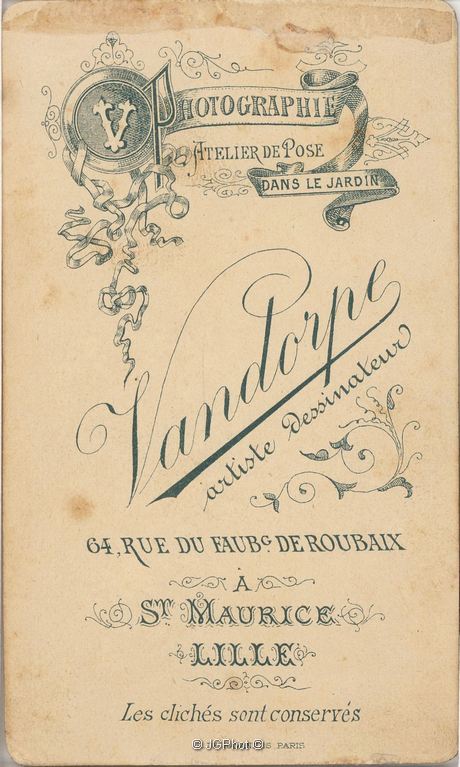 V
PHOTOGRAPHIE
ATELIER DE POSE
DANS LE JARDIN
Vandorpe
artiste dessinateur
64, RUE DU FAUBG DE ROUBAIX
A
ST MAURICE
LILLE
Les clichés sont conservés
© JGPhot ©
PARIS